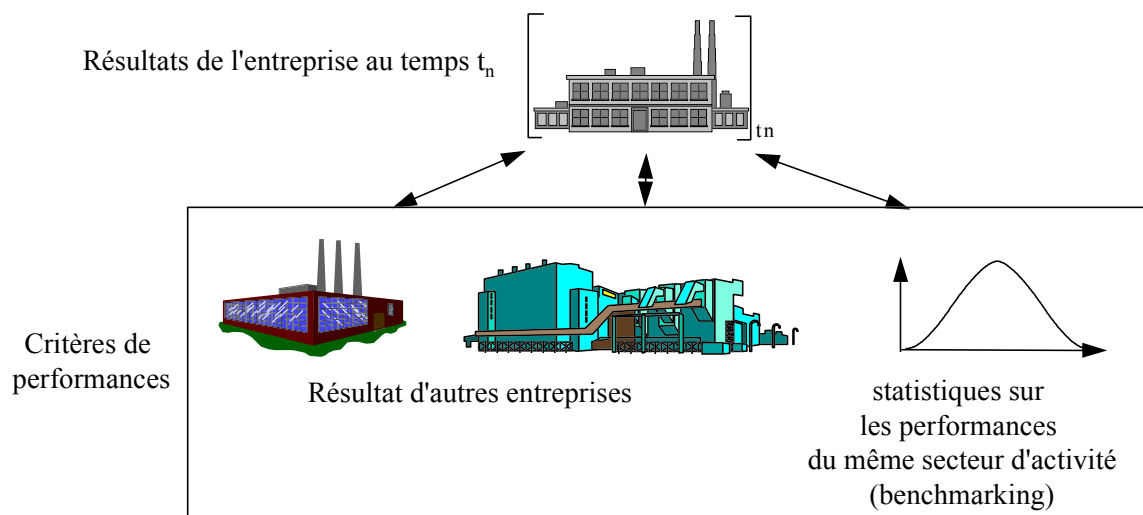 Résultats de l'entreprise au temps tn
tn
Critères de
performances
Résultat d'autres entreprises
statistiques sur
les performances
du même secteur d'activité
(benchmarking)